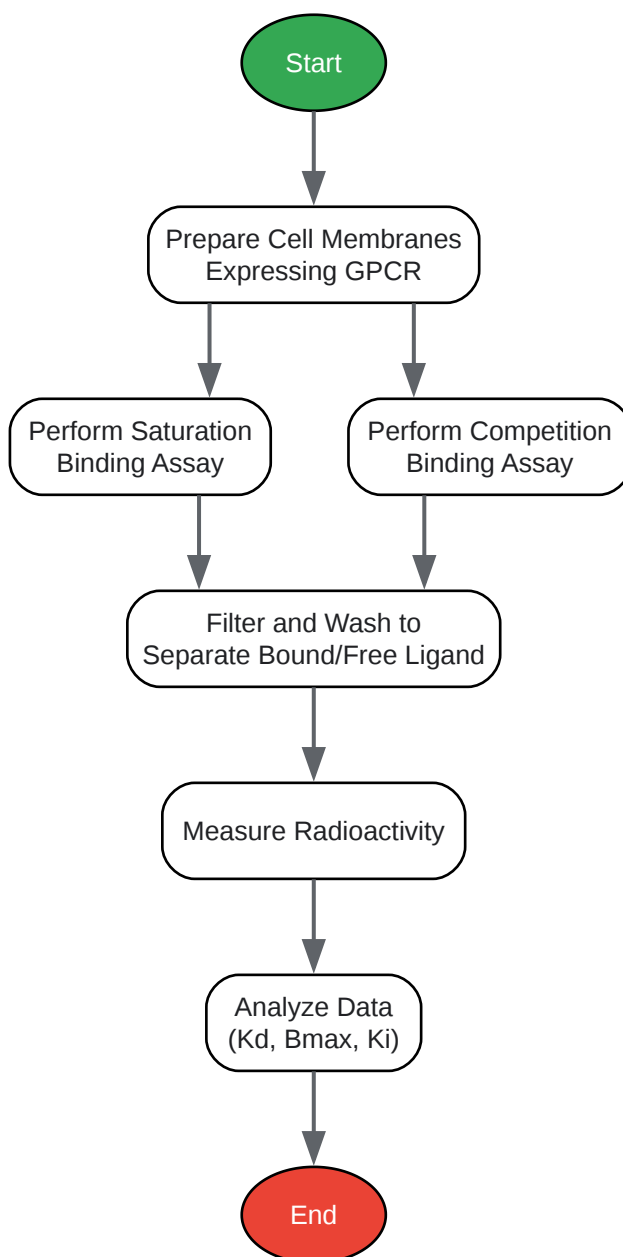 Start
Prepare Cell Membranes
Expressing GPCR
Perform Saturation
Binding Assay
Perform Competition
Binding Assay
Filter and Wash to
Separate Bound/Free Ligand
Measure Radioactivity
Analyze Data
(Kd, Bmax, Ki)
End